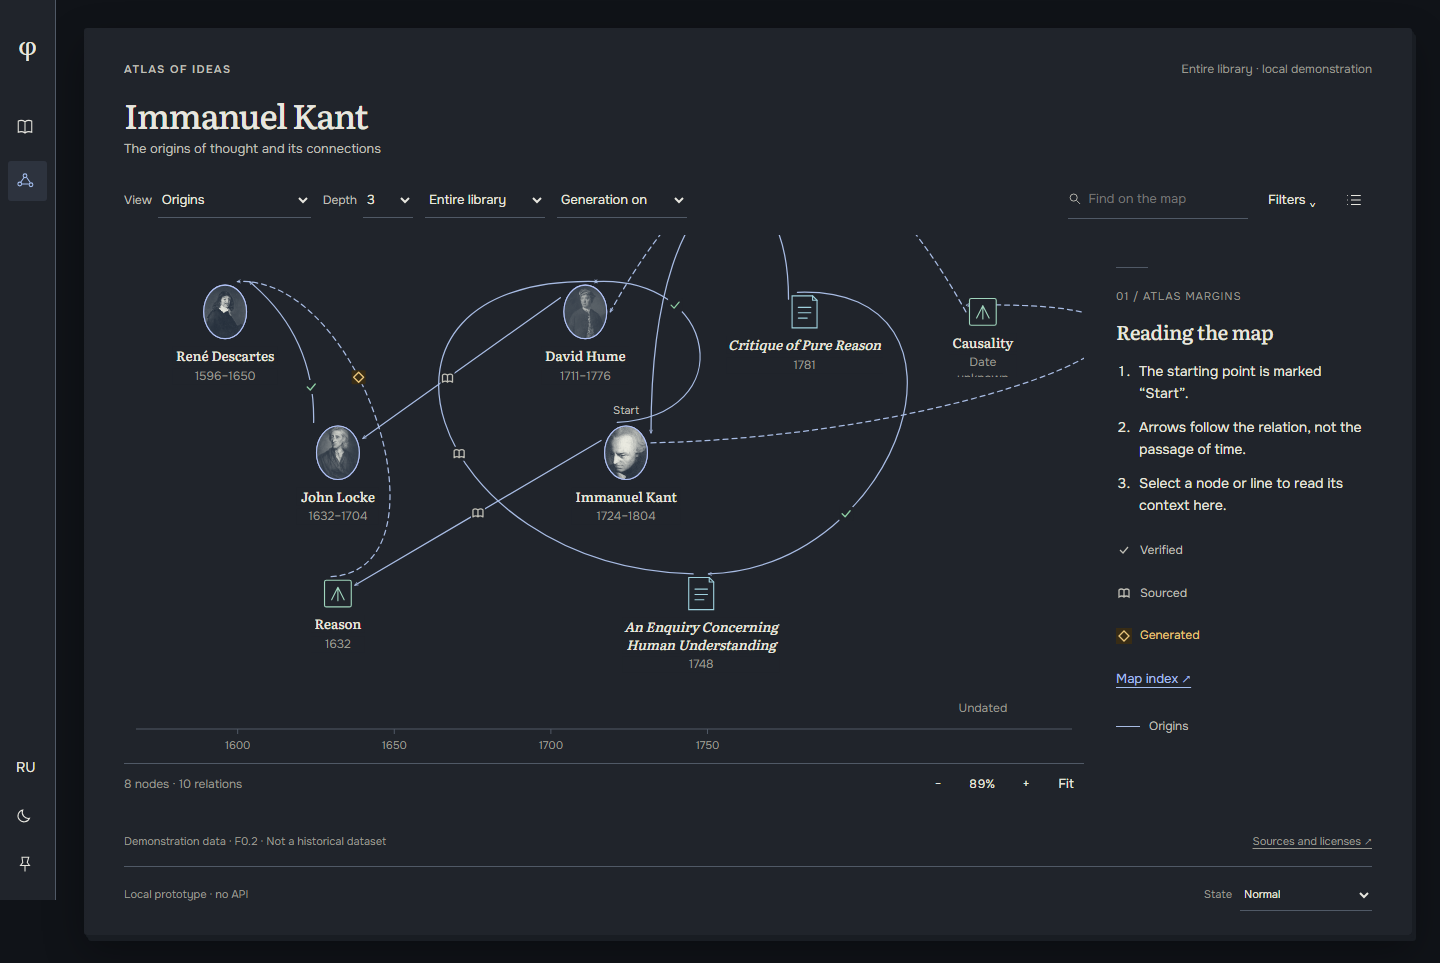 φ
ATLAS OF IDEAS
Entire library · local demonstration
Immanuel Kant
The origins of thought and its connections
View Origins
Depth 3
Entire library
Generation on
Find on the map
Filters
René Descartes
1596–1650
David Hume
1711–1776
Critique of Pure Reason
1781
Causality
Date
unknown
Start
John Locke
1632–1704
Immanuel Kant
1724–1804
Reason
1632
An Enquiry Concerning
Human Understanding
1748
Undated
1600
1650
1700
1750
8 nodes · 10 relations
− 89% + Fit
01 / ATLAS MARGINS
Reading the map
1. The starting point is marked
“Start”.
2. Arrows follow the relation, not the
passage of time.
3. Select a node or line to read its
context here.
Verified
Sourced
Generated
Map index ↗
Origins
RU
Demonstration data · F0.2 · Not a historical dataset
Sources and licenses ↗
Local prototype · no API
State Normal